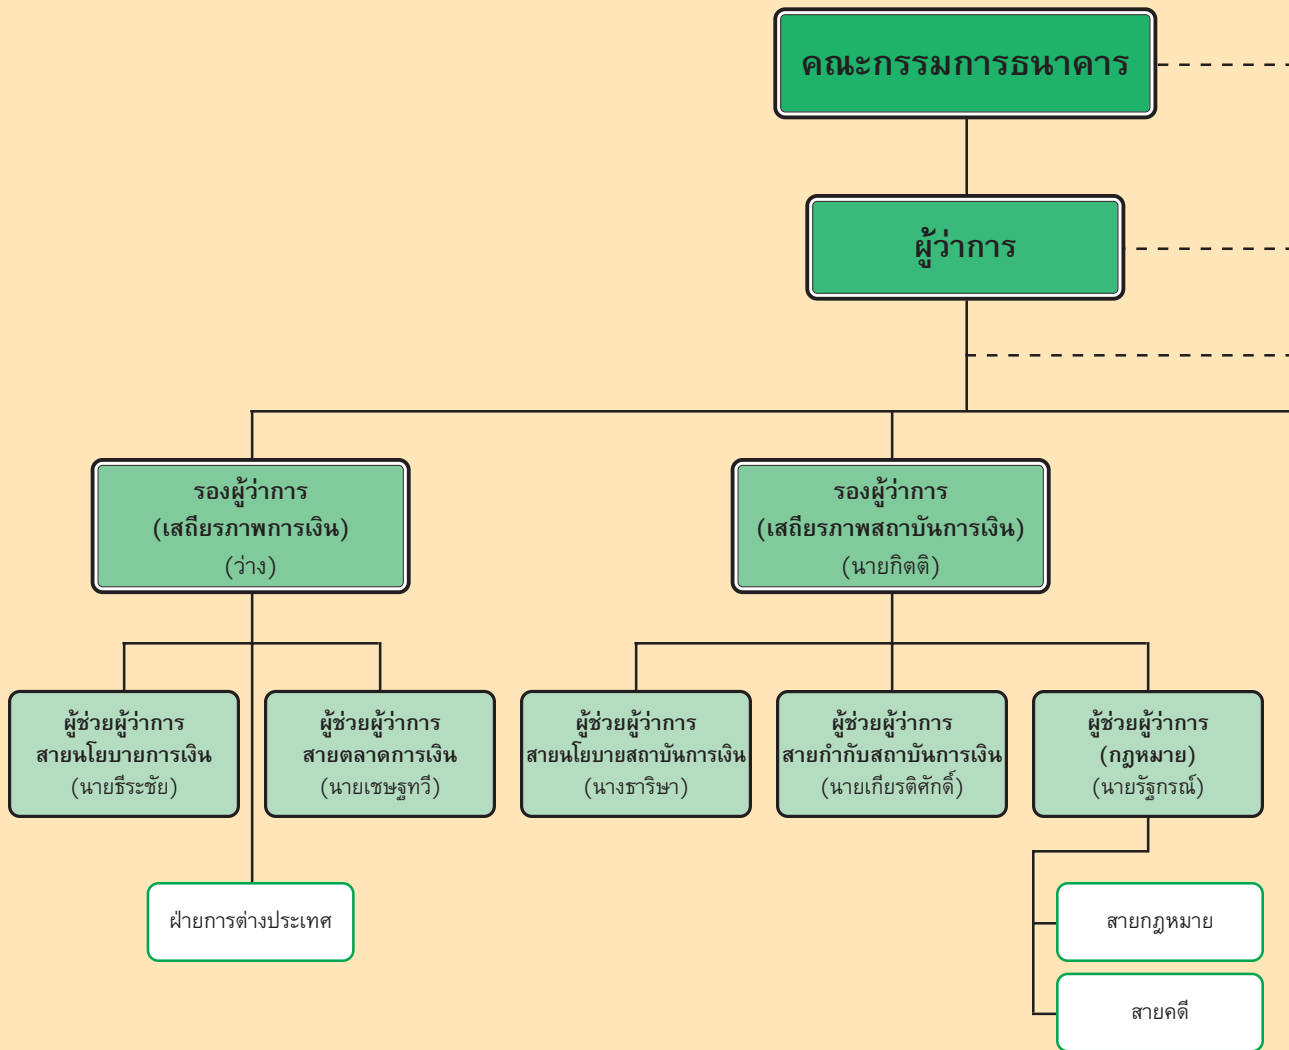 คณะกรรมการธนาคาร
ผู้ว่าการ
รองผู้ว่าการ
(เสถียรภาพการเงิน)
(ว่าง)
รองผู้ว่าการ
(เสถียรภาพสถาบันการเงิน)
(นายกิตติ)
ผู้ช่วยผู้ว่าการ
สายนโยบายการเงิน
(นายธีระชัย)
ผู้ช่วยผู้ว่าการ
สายตลาดการเงิน
(นายเชษฐทวี)
ผู้ช่วยผู้ว่าการ
สายนโยบายสถาบันการเงิน
(นางธาริษา)
ผู้ช่วยผู้ว่าการ
สายกำกับสถาบันการเงิน
(นายเกียรติศักดิ์)
ผู้ช่วยผู้ว่าการ
(กฎหมาย)
(นายรัฐกรณ์)
ฝ่ายการต่างประเทศ
สายกฎหมาย
สายคดี